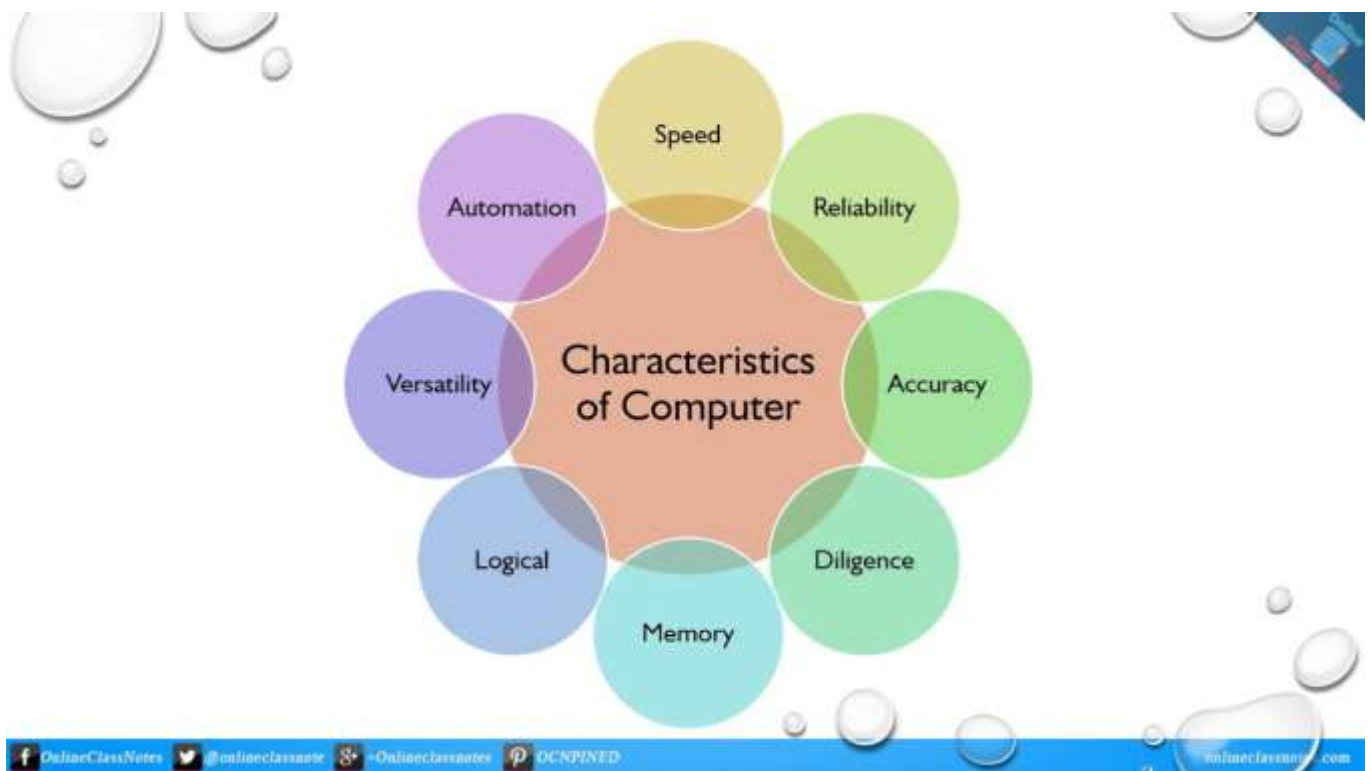 Speed
Reliability
Accuracy
Diligence
Memory
Logical
Versatility
Automation
Characteristics
of Computer
OnlineClassNotes @onlineclassnote +Onlineclassnotes OCNPINED